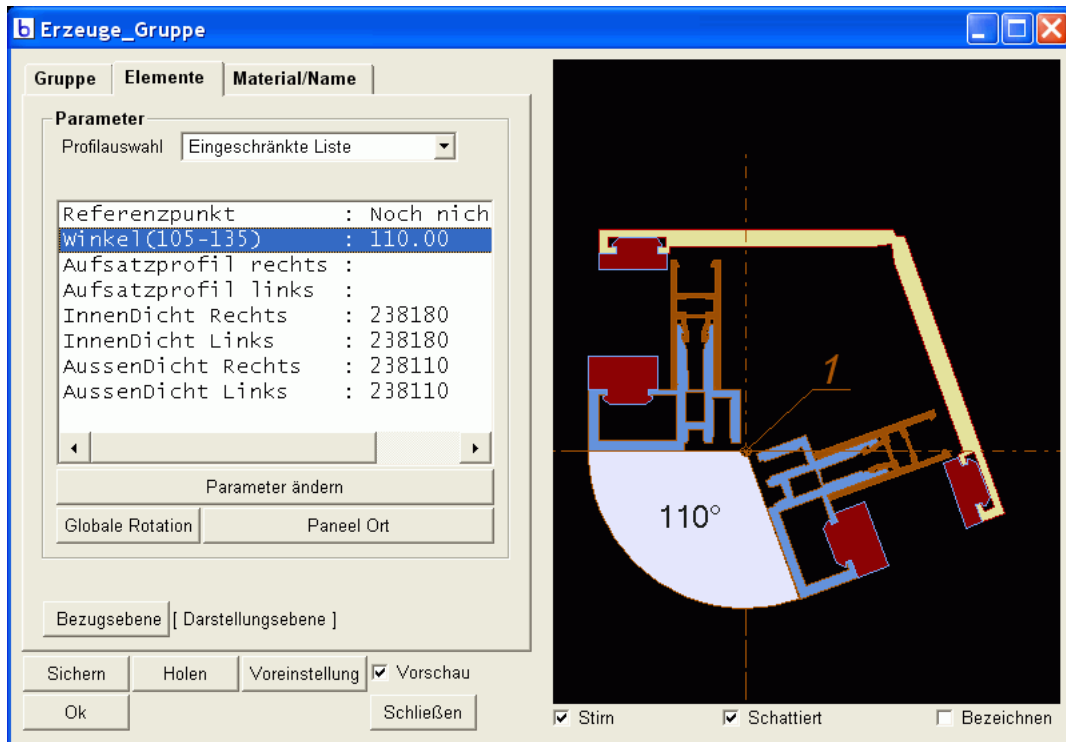 Erzeuge_Gruppe
Gruppe Elemente Material/Name
Parameter
Profilauswahl Eingeschränkte Liste
Referenzpunkt : Noch nich
Winkel(105-135) : 110.00
Aufsatzprofil rechts :
Aufsatzprofil links :
InnenDicht Rechts : 238180
InnenDicht Links : 238180
AussenDicht Rechts : 238110
AussenDicht Links : 238110
Parameter ändern
Globale Rotation Paneel Ort
Bezugsebene [ Darstellungsebene ]
Sichern Holen Voreinstellung Vorschau
Ok Schließen
1
110°
Stirn Schattiert Bezeichnen